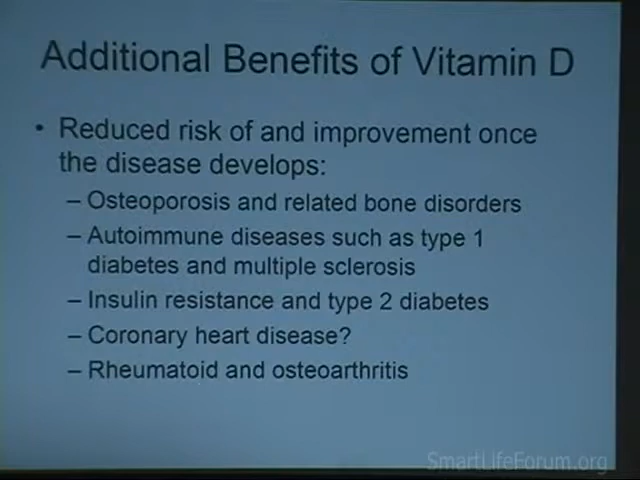 Additional Benefits of Vitamin D
• Reduced risk of and improvement once
the disease develops:
– Osteoporosis and related bone disorders
– Autoimmune diseases such as type 1
diabetes and multiple sclerosis
– Insulin resistance and type 2 diabetes
– Coronary heart disease?
– Rheumatoid and osteoarthritis
SmartLifeForum.org